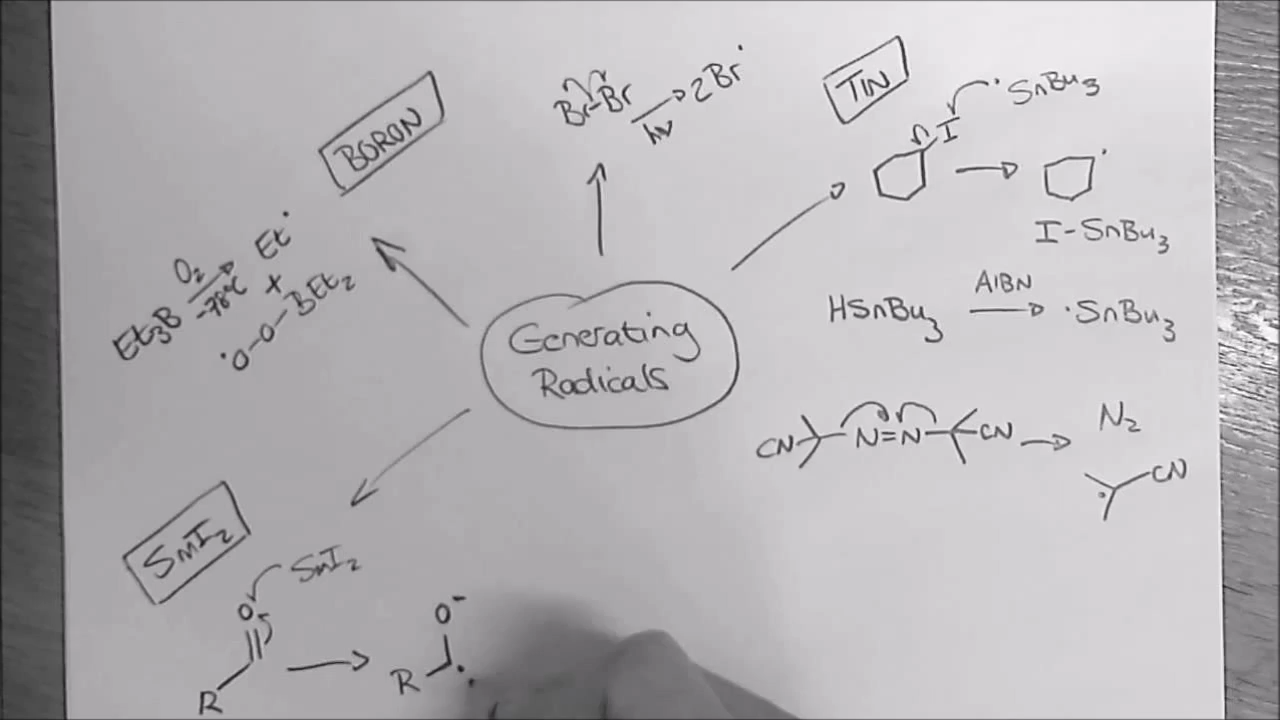 Generating
Radicals
BORON
Et₃B
O₂
-78°C
Et•
+
•O-O-BEt₂
Br-Br
hν
2Br•
TIN
I
•SnBu₃
I-SnBu₃
HSnBu₃
AIBN
•SnBu₃
CN N=N CN
N₂
CN
SmI₂
SmI₂
O
R
O⁻
R